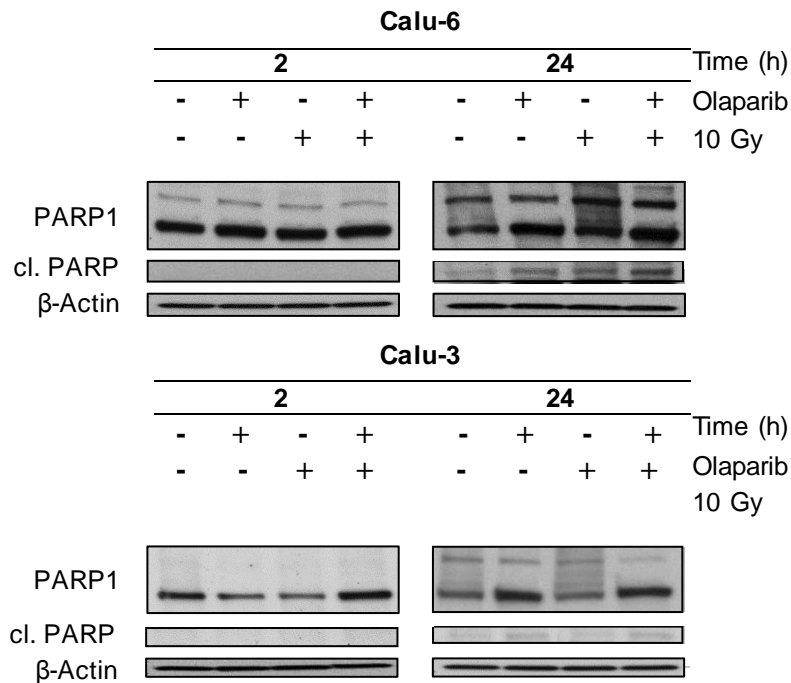 Calu-6
2 24 Time (h)
- + - + - + - + Olaparib
- - + + - - + + 10 Gy
PARP1
cl. PARP
β-Actin
Calu-3
2 24
- + - + - + - + Time (h)
- - + + - - + + Olaparib
10 Gy
PARP1
cl. PARP
β-Actin